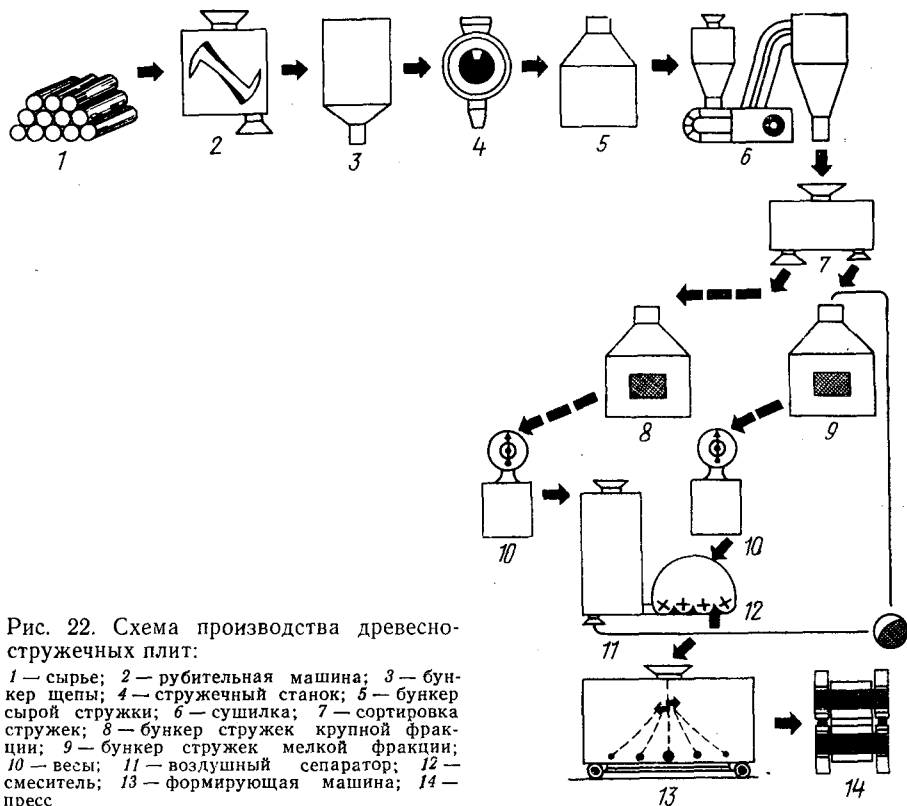 1
2
3
4
5
6
7
8
9
10
10
12
11
13
14
Рис. 22. Схема производства древесно-
стружечных плит:
1 — сырье; 2 — рубительная машина; 3 — бун-
кер щепы; 4 — стружечный станок; 5 — бункер
сырой стружки; 6 — сушилка; 7 — сортировка
стружек; 8 — бункер стружек крупной фрак-
ции; 9 — бункер стружек мелкой фракции;
10 — весы; 11 — воздушный сепаратор; 12 —
смеситель; 13 — формирующая машина; 14 —
пресс